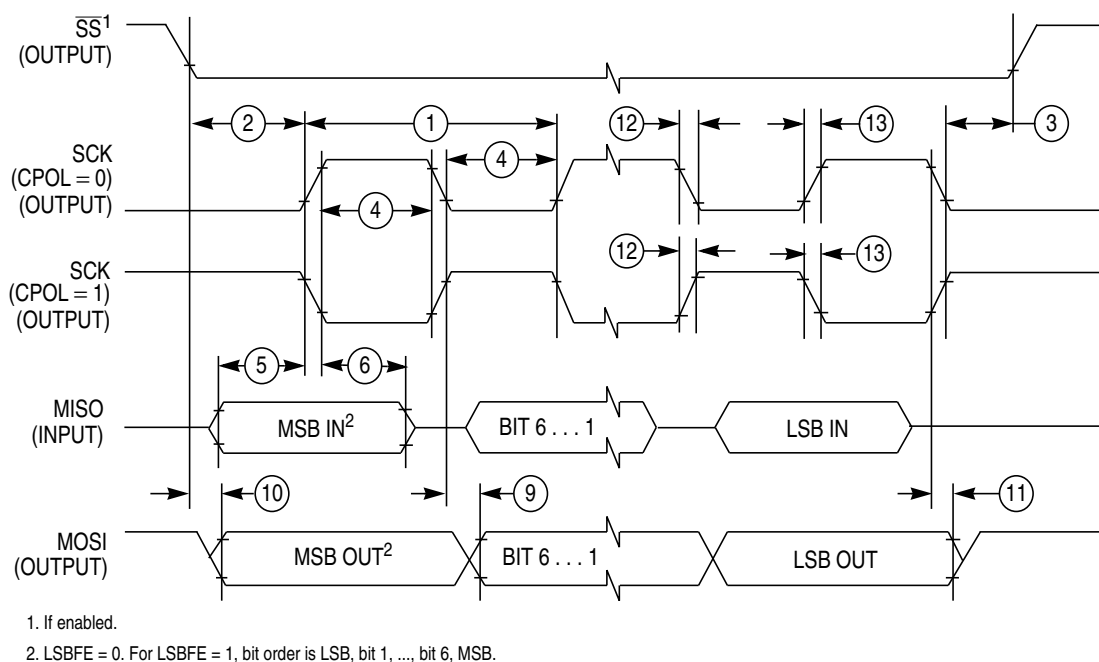 SS1
(OUTPUT)
2
1
12
13
3
SCK
(CPOL = 0)
(OUTPUT)
4
4
SCK
(CPOL = 1)
(OUTPUT)
12
13
5
6
MISO
(INPUT)
MSB IN2
BIT 6 . . . 1
LSB IN
10
9
11
MOSI
(OUTPUT)
MSB OUT2
BIT 6 . . . 1
LSB OUT
1. If enabled.
2. LSBFE = 0. For LSBFE = 1, bit order is LSB, bit 1, ..., bit 6, MSB.